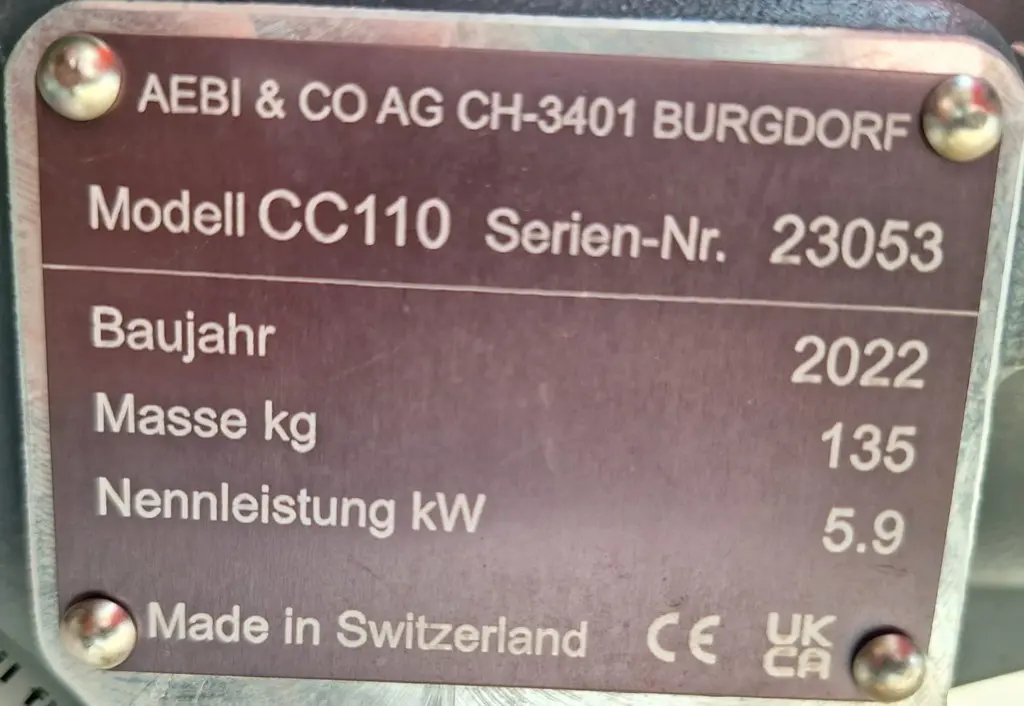 AEBI & CO AG CH-3401 BURGDORF
Modell CC110 Serien-Nr. 23053
Baujahr 2022
Masse kg 135
Nennleistung kW 5.9
Made in Switzerland CE UK
CA